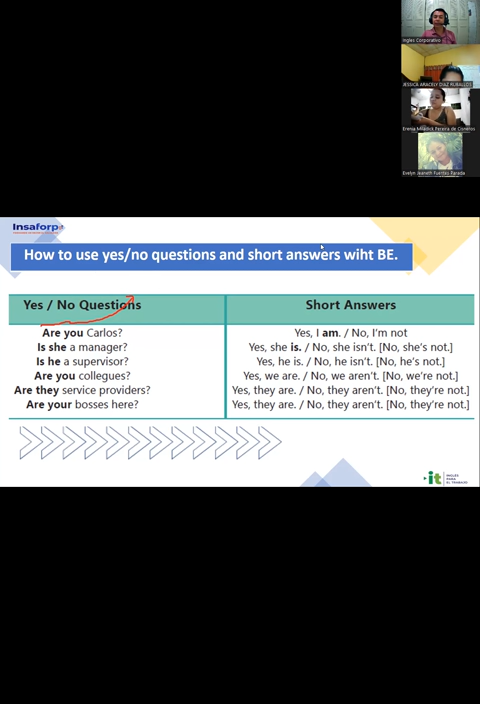 Ingles Corporativo
JESSICA ARACELY DIAZ RUBALLOS
Erenia Miladick Pereira de Cisneros
Evelyn Jeaneth Fuentes Parada
Insaforp
How to use yes/no questions and short answers wiht BE.
Yes / No Questions Short Answers
Are you Carlos? Yes, I am. / No, I'm not
Is she a manager? Yes, she is. / No, she isn't. [No, she's not.]
Is he a supervisor? Yes, he is. / No, he isn't. [No, he's not.]
Are you collegues? Yes, we are. / No, we aren't. [No, we're not.]
Are they service providers? Yes, they are. / No, they aren't. [No, they're not.]
Are your bosses here? Yes, they are. / No, they aren't. [No, they're not.]
it
INGLÉS
PARA
EL TRABAJO